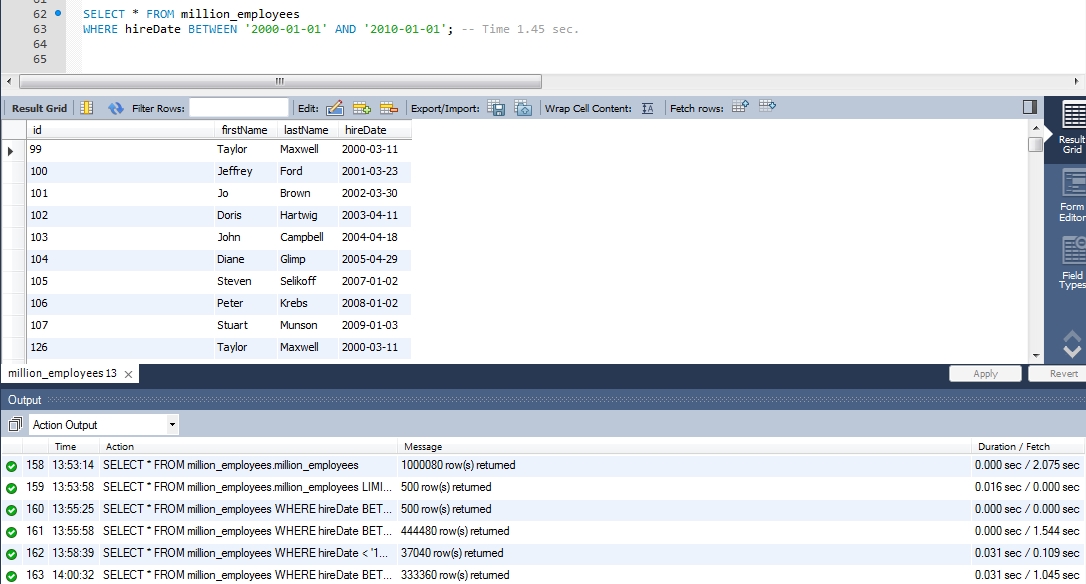 61
62 SELECT * FROM million_employees
63 WHERE hireDate BETWEEN '2000-01-01' AND '2010-01-01'; -- Time 1.45 sec.
64
65
Result Grid Filter Rows: Edit: Export/Import: Wrap Cell Content: IA Fetch rows:
id firstName lastName hireDate
99 Taylor Maxwell 2000-03-11
100 Jeffrey Ford 2001-03-23
101 Jo Brown 2002-03-30
102 Doris Hartwig 2003-04-11
103 John Campbell 2004-04-18
104 Diane Glimp 2005-04-29
105 Steven Selikoff 2007-01-02
106 Peter Krebs 2008-01-02
107 Stuart Munson 2009-01-03
126 Taylor Maxwell 2000-03-11
Result
Grid
Form
Editor
Field
Types
million_employees 13 Apply Revert
Output
Action Output
Time Action Message Duration / Fetch
158 13:53:14 SELECT * FROM million_employees.million_employees 1000080 row(s) returned 0.000 sec / 2.075 sec
159 13:53:58 SELECT * FROM million_employees.million_employees LIMI... 500 row(s) returned 0.016 sec / 0.000 sec
160 13:55:25 SELECT * FROM million_employees WHERE hireDate BET... 500 row(s) returned 0.000 sec / 0.000 sec
161 13:55:58 SELECT * FROM million_employees WHERE hireDate BET... 444480 row(s) returned 0.000 sec / 1.544 sec
162 13:58:39 SELECT * FROM million_employees WHERE hireDate < '1... 37040 row(s) returned 0.031 sec / 0.109 sec
163 14:00:32 SELECT * FROM million_employees WHERE hireDate BET... 333360 row(s) returned 0.031 sec / 1.045 sec